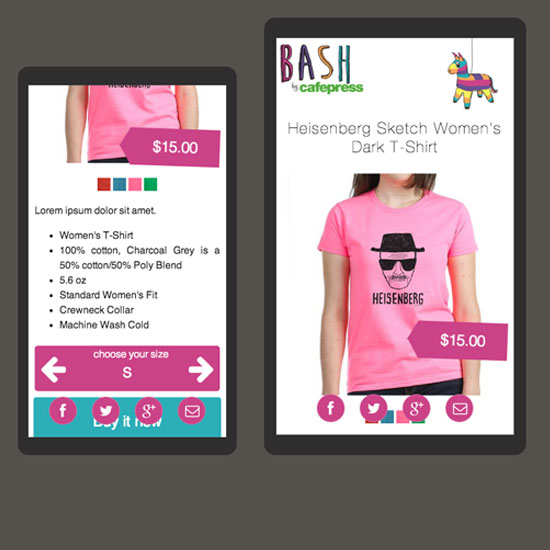 HEISENBERG
$15.00
Lorem ipsum dolor sit amet.
Women's T-Shirt
100% cotton, Charcoal Grey is a
50% cotton/50% Poly Blend
5.6 oz
Standard Women's Fit
Crewneck Collar
Machine Wash Cold
choose your size
S
Buy it now
f
g+
BASH
by cafepress
Heisenberg Sketch Women's
Dark T-Shirt
HEISENBERG
$15.00
f
g+